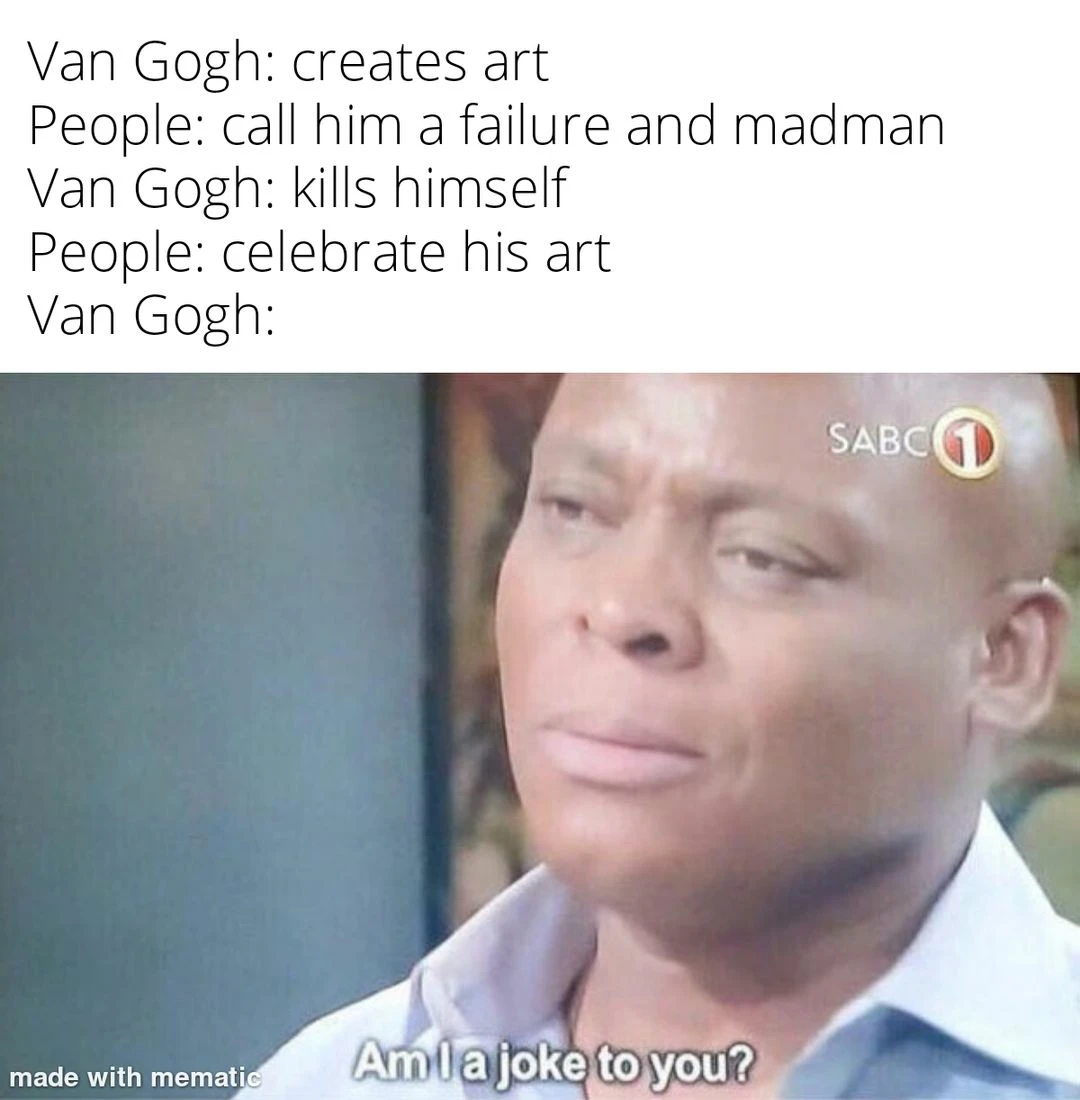 Van Gogh: creates art
People: call him a failure and madman
Van Gogh: kills himself
People: celebrate his art
Van Gogh:
SABC 1
Am I a joke to you?
made with mematic